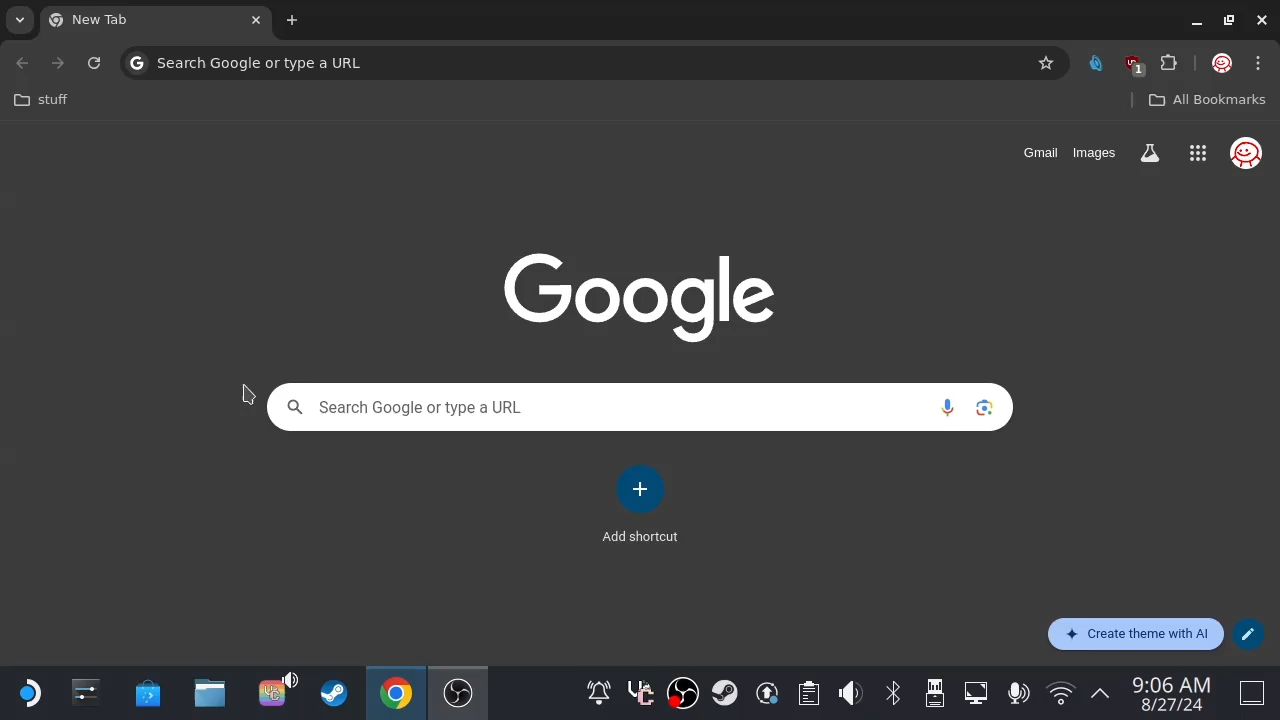 New Tab
Search Google or type a URL
1
stuff
All Bookmarks
Gmail
Images
Google
Search Google or type a URL
Add shortcut
Create theme with AI
9:06 AM
8/27/24